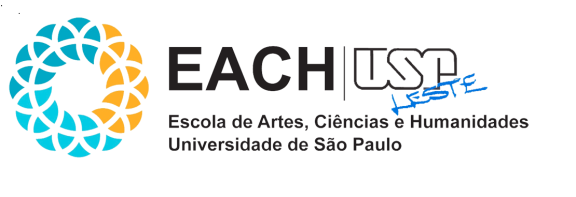 EACH USP
LESTE
Escola de Artes, Ciências e Humanidades
Universidade de São Paulo